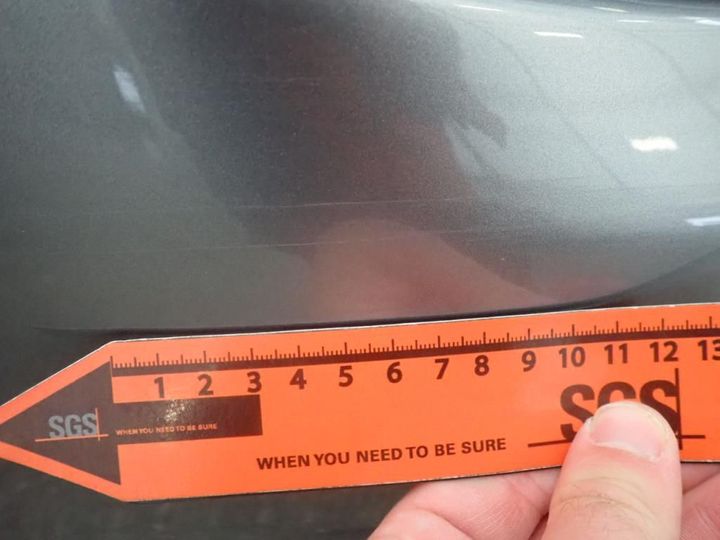 1 2 3 4 5 6 7 8 9 10 11 12 13
SGS WHEN YOU NEED TO BE SURE
SGS
WHEN YOU NEED TO BE SURE